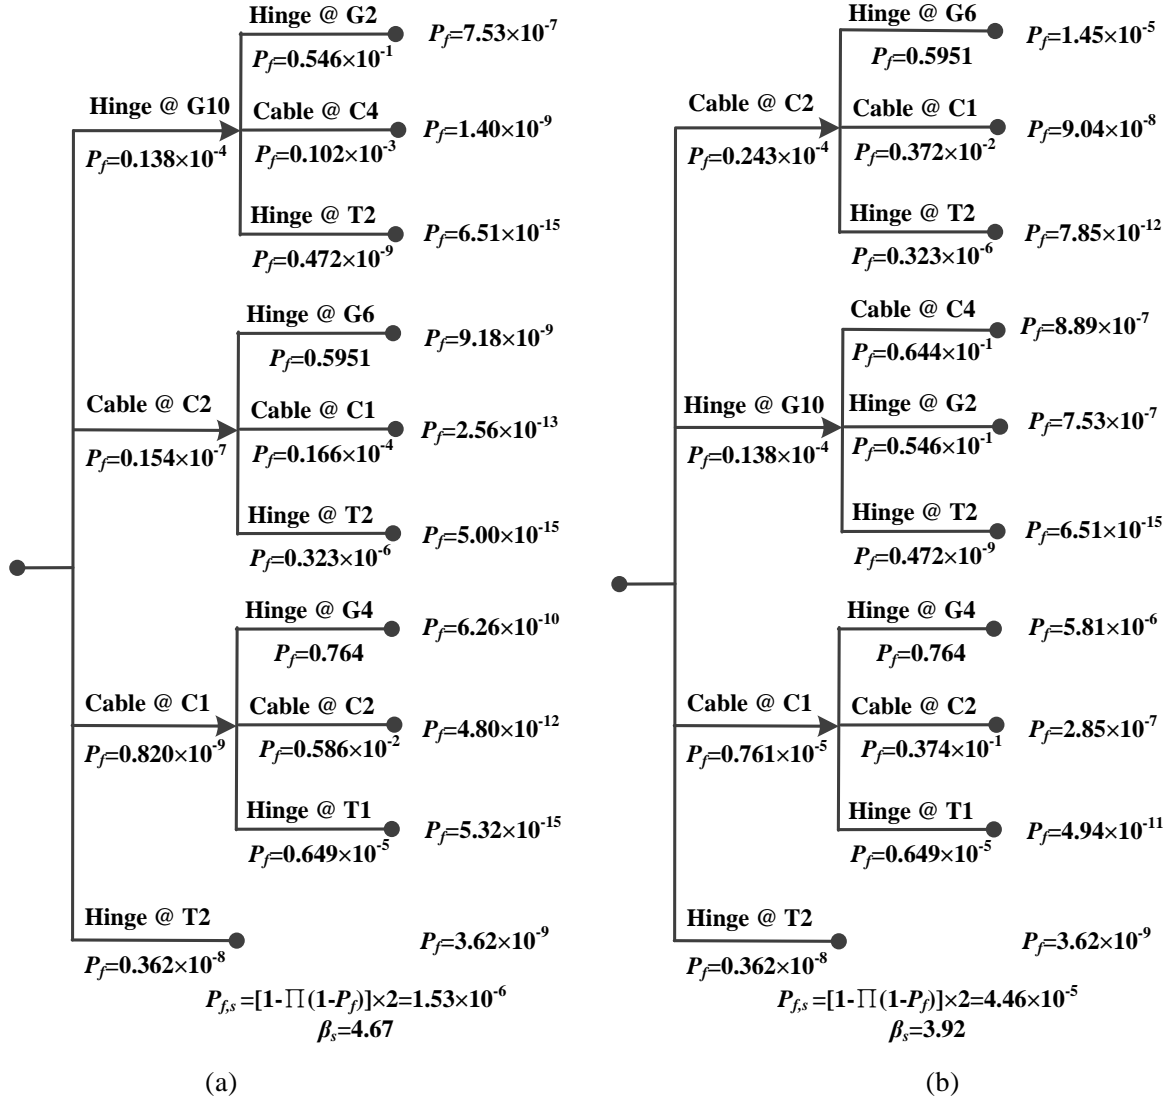 Hinge @ G2
P_f=7.53×10^-7
P_f=0.546×10^-1
Hinge @ G10
P_f=0.138×10^-4
Cable @ C4
P_f=1.40×10^-9
P_f=0.102×10^-3
Hinge @ T2
P_f=6.51×10^-15
P_f=0.472×10^-9
Hinge @ G6
P_f=9.18×10^-9
P_f=0.5951
Cable @ C2
P_f=0.154×10^-7
Cable @ C1
P_f=2.56×10^-13
P_f=0.166×10^-4
Hinge @ T2
P_f=5.00×10^-15
P_f=0.323×10^-6
Hinge @ G4
P_f=6.26×10^-10
P_f=0.764
Cable @ C1
P_f=0.820×10^-9
Cable @ C2
P_f=4.80×10^-12
P_f=0.586×10^-2
Hinge @ T1
P_f=5.32×10^-15
P_f=0.649×10^-5
Hinge @ T2
P_f=3.62×10^-9
P_f=0.362×10^-8
P_f,s=[1-∏(1-P_f)]×2=1.53×10^-6
β_s=4.67
(a)
Hinge @ G6
P_f=1.45×10^-5
P_f=0.5951
Cable @ C2
P_f=0.243×10^-4
Cable @ C1
P_f=9.04×10^-8
P_f=0.372×10^-2
Hinge @ T2
P_f=7.85×10^-12
P_f=0.323×10^-6
Cable @ C4
P_f=8.89×10^-7
P_f=0.644×10^-1
Hinge @ G10
P_f=0.138×10^-4
Hinge @ G2
P_f=7.53×10^-7
P_f=0.546×10^-1
Hinge @ T2
P_f=6.51×10^-15
P_f=0.472×10^-9
Hinge @ G4
P_f=5.81×10^-6
P_f=0.764
Cable @ C1
P_f=0.761×10^-5
Cable @ C2
P_f=2.85×10^-7
P_f=0.374×10^-1
Hinge @ T1
P_f=4.94×10^-11
P_f=0.649×10^-5
Hinge @ T2
P_f=3.62×10^-9
P_f=0.362×10^-8
P_f,s=[1-∏(1-P_f)]×2=4.46×10^-5
β_s=3.92
(b)